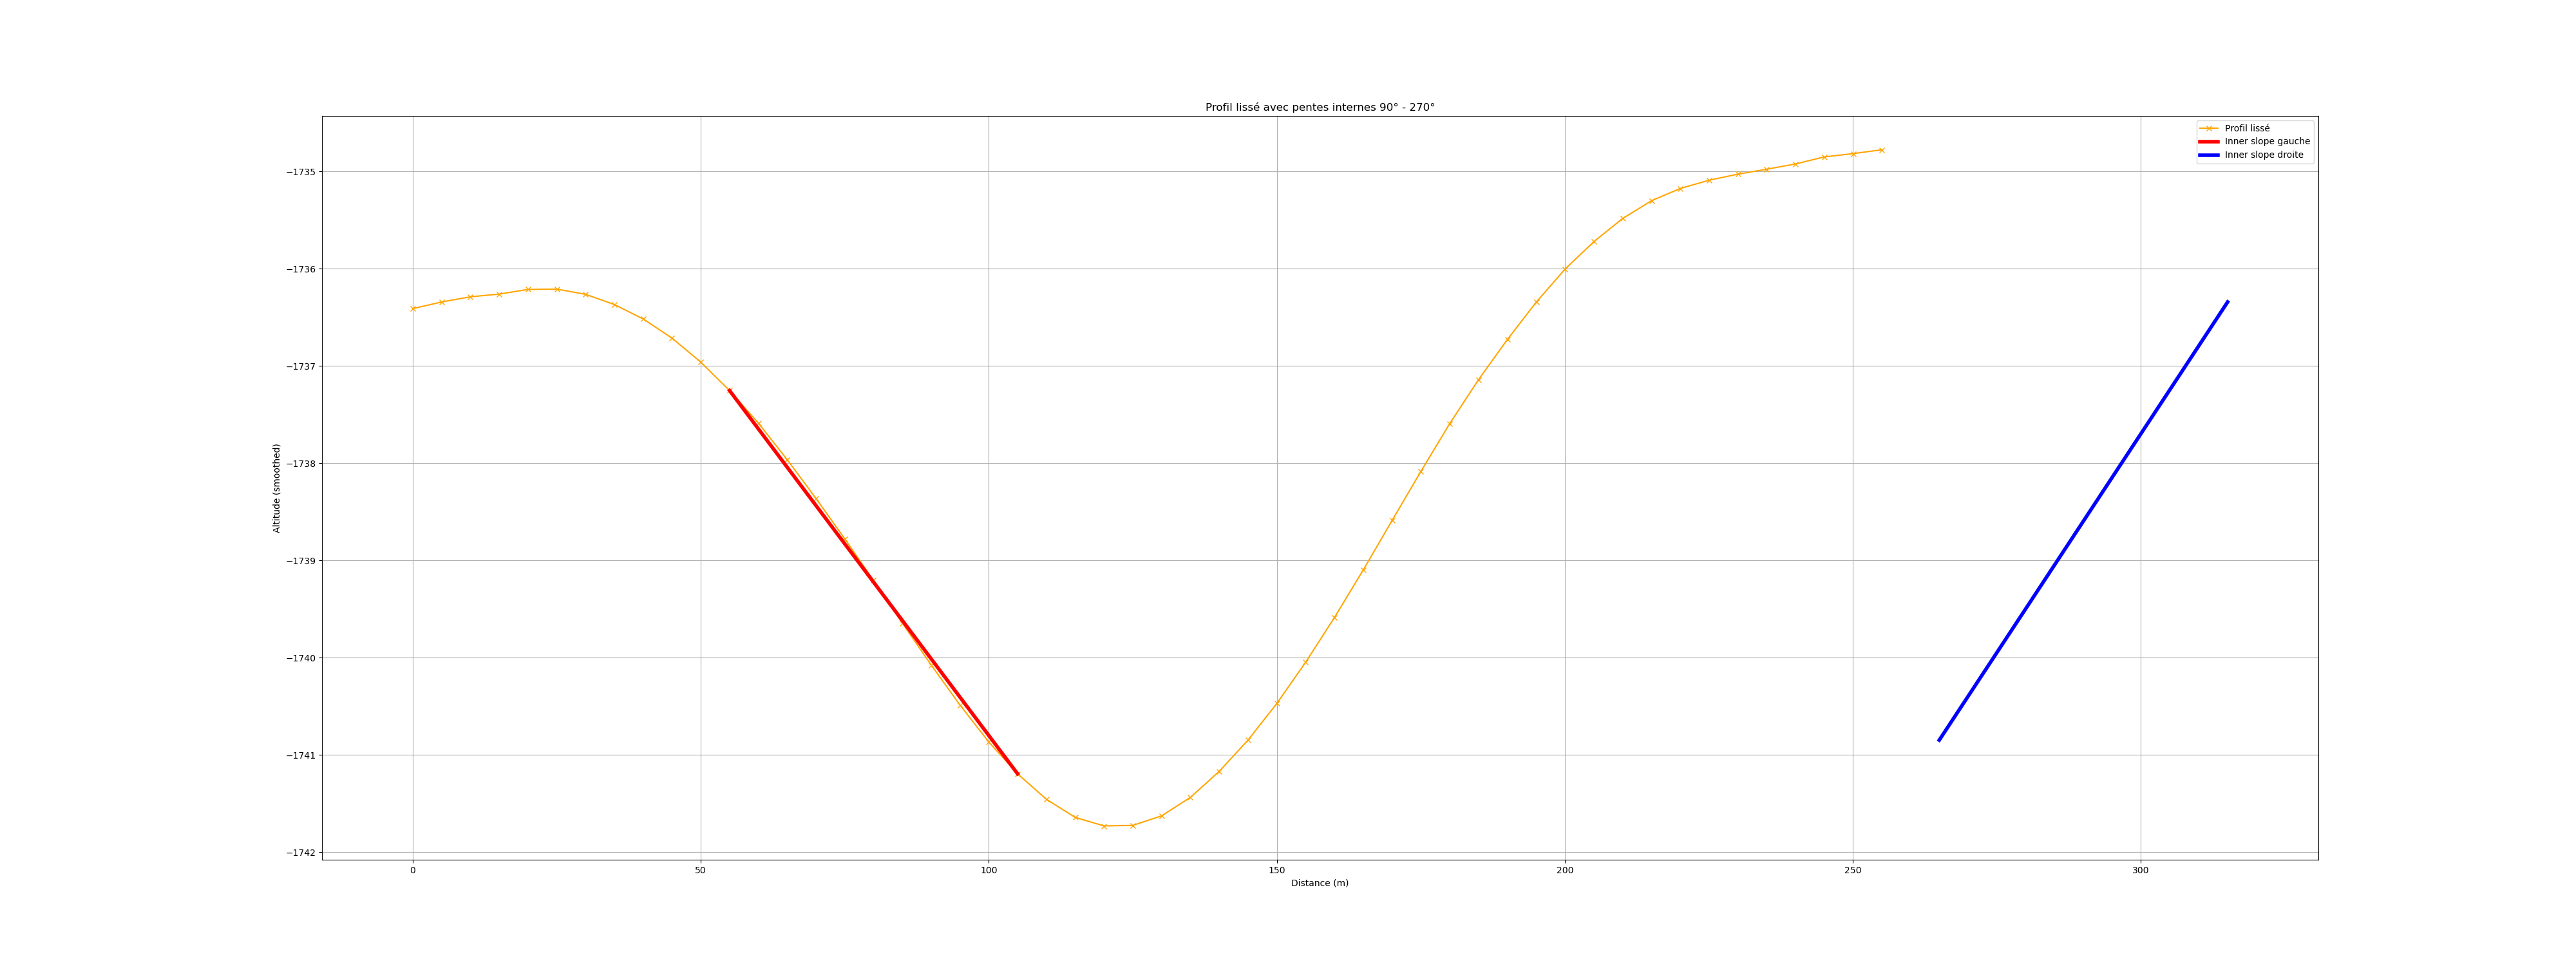 Profil lissé avec pentes internes 90° - 270°
Profil lissé
Inner slope gauche
Inner slope droite
Altitude (smoothed)
−1735
−1736
−1737
−1738
−1739
−1740
−1741
−1742
0 50 100 150 200 250 300
Distance (m)